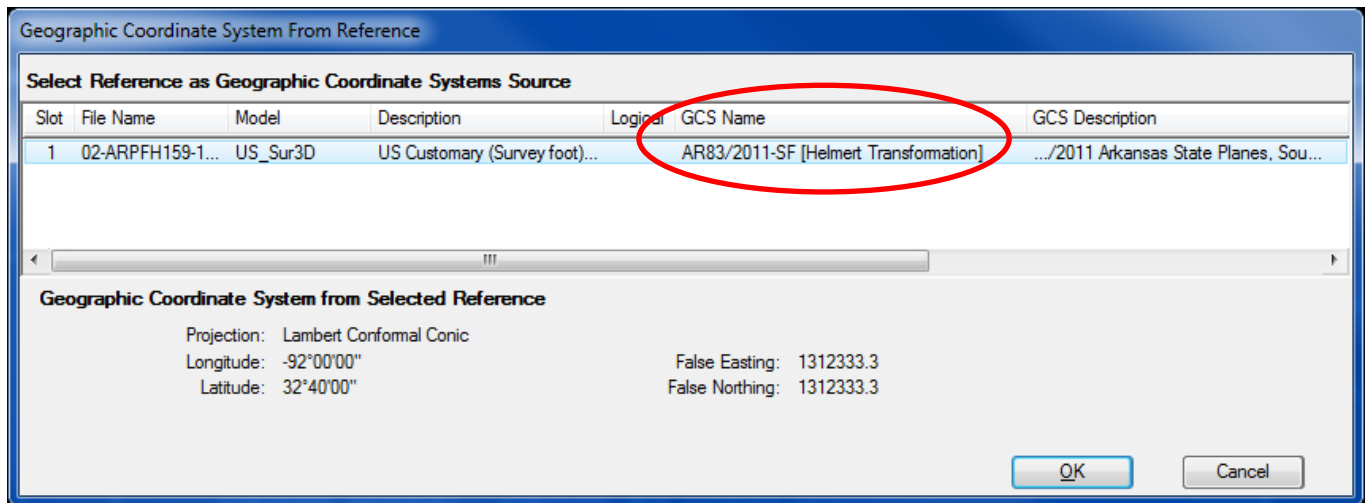 Geographic Coordinate System From Reference
Select Reference as Geographic Coordinate Systems Source
Slot File Name Model Description Logical GCS Name GCS Description
1 02-ARPFH159-1... US_Sur3D US Customary (Survey foot)... AR83/2011-SF [Helmert Transformation] .../2011 Arkansas State Planes, Sou...
Geographic Coordinate System from Selected Reference
Projection: Lambert Conformal Conic
Longitude: -92°00'00" False Easting: 1312333.3
Latitude: 32°40'00" False Northing: 1312333.3
OK Cancel